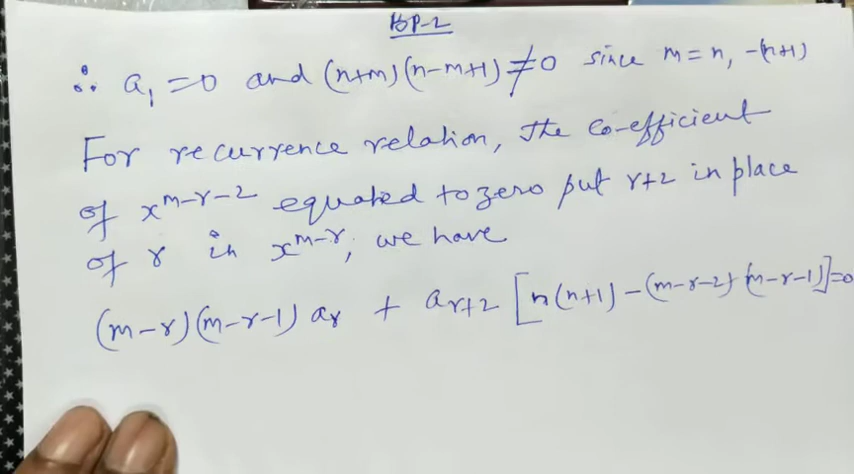 BP-2
∴ a₁ = 0 and (n+m)(n-m+1) ≠ 0 since m = n, -(n+1)
For recurrence relation, the co-efficient
of x^{m-r-2} equated to zero put r+2 in place
of r in x^{m-r}, we have
(m-r)(m-r-1) a_r + a_{r+2} [n(n+1) - (m-r-2)(m-r-1)] = 0